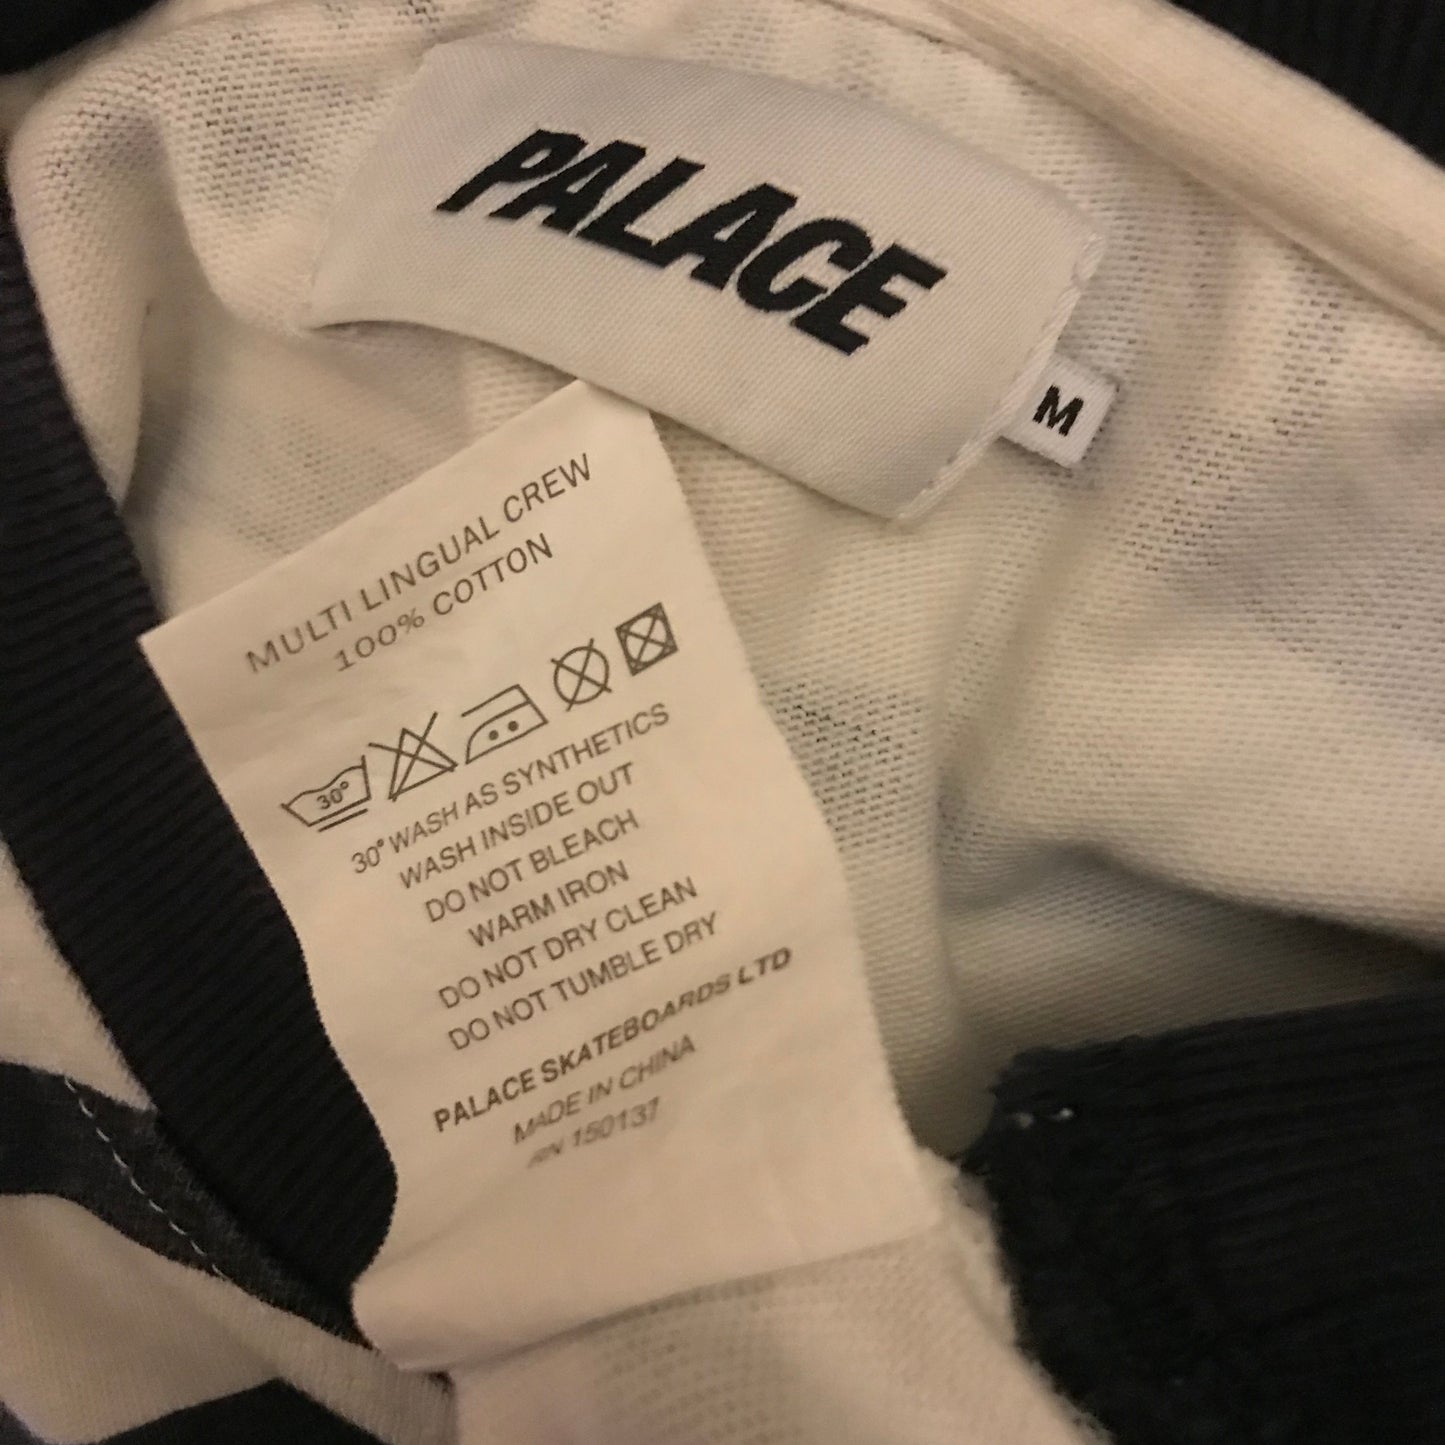 PALACE
M
MULTI LINGUAL CREW
100% COTTON
30°
30° WASH AS SYNTHETICS
WASH INSIDE OUT
DO NOT BLEACH
WARM IRON
DO NOT DRY CLEAN
DO NOT TUMBLE DRY
PALACE SKATEBOARDS LTD
MADE IN CHINA
RN 150137